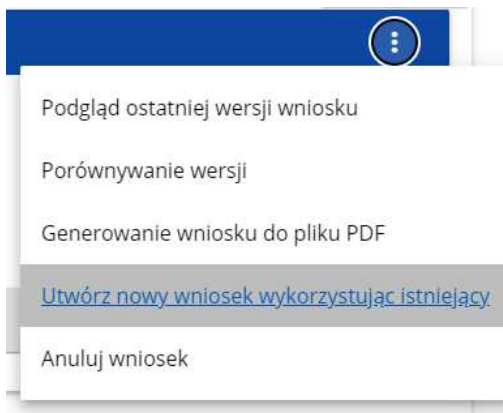 Podgląd ostatniej wersji wniosku
Porównywanie wersji
Generowanie wniosku do pliku PDF
Utwórz nowy wniosek wykorzystując istniejący
Anuluj wniosek